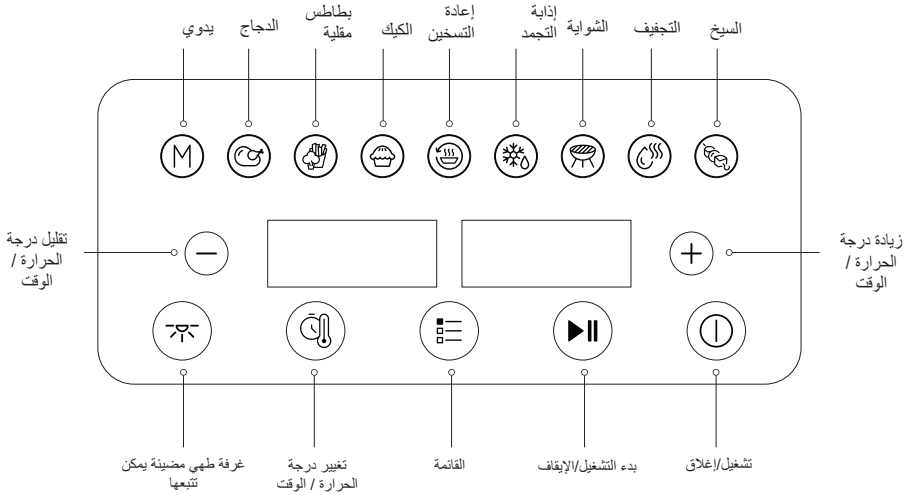 السيخ
التجفيف
الشواية
إذابة
التجمد
إعادة
التسخين
الكيك
بطاطس
مقلية
الدجاج
يدوي
M
زيادة درجة
الحرارة /
الوقت
تقليل درجة
الحرارة /
الوقت
تشغيل/إغلاق
بدء التشغيل/الإيقاف
القائمة
تغيير درجة
الحرارة / الوقت
غرفة طهي مضيئة يمكن
تتبعها